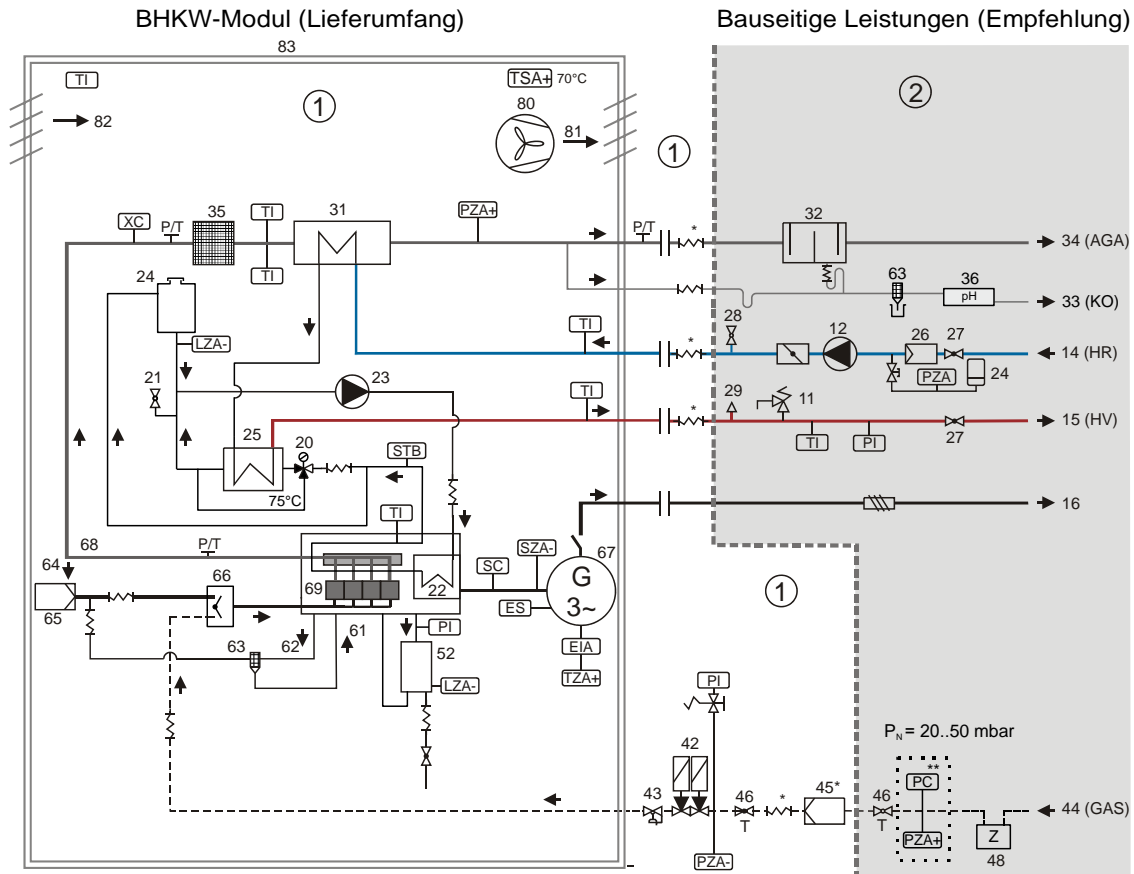 BHKW-Modul (Lieferumfang)
Bauseitige Leistungen (Empfehlung)
83
TI
TSA+ 70°C
82
1
80
81
1
2
XC
P/T
35
TI
TI
31
PZA+
P/T
*
32
34 (AGA)
24
63
36
pH
33 (KO)
LZA-
TI
*
28
12
26
27
14 (HR)
PZA
24
21
23
TI
*
29
11
15 (HV)
TI
PI
27
25
20
75°C
STB
16
TI
68
P/T
64
65
66
69
22
SC
SZA-
67
G
3~
ES
EIA
TZA+
1
63
62
61
PI
52
LZA-
PI
42
43
46
T
*
45*
46
T
PZA-
P_N = 20..50 mbar
**
PC
PZA+
Z
48
44 (GAS)